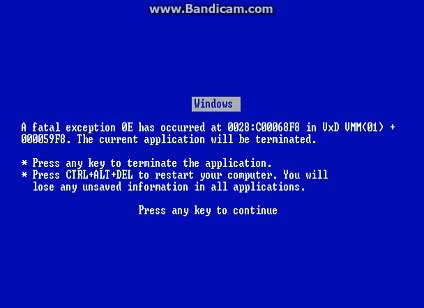 www.Bandicam.com
Windows
A fatal exception 0E has occurred at 0028:C00068F8 in VxD VMM(01) +
000059F8. The current application will be terminated.
* Press any key to terminate the application.
* Press CTRL+ALT+DEL to restart your computer. You will
lose any unsaved information in all applications.
Press any key to continue